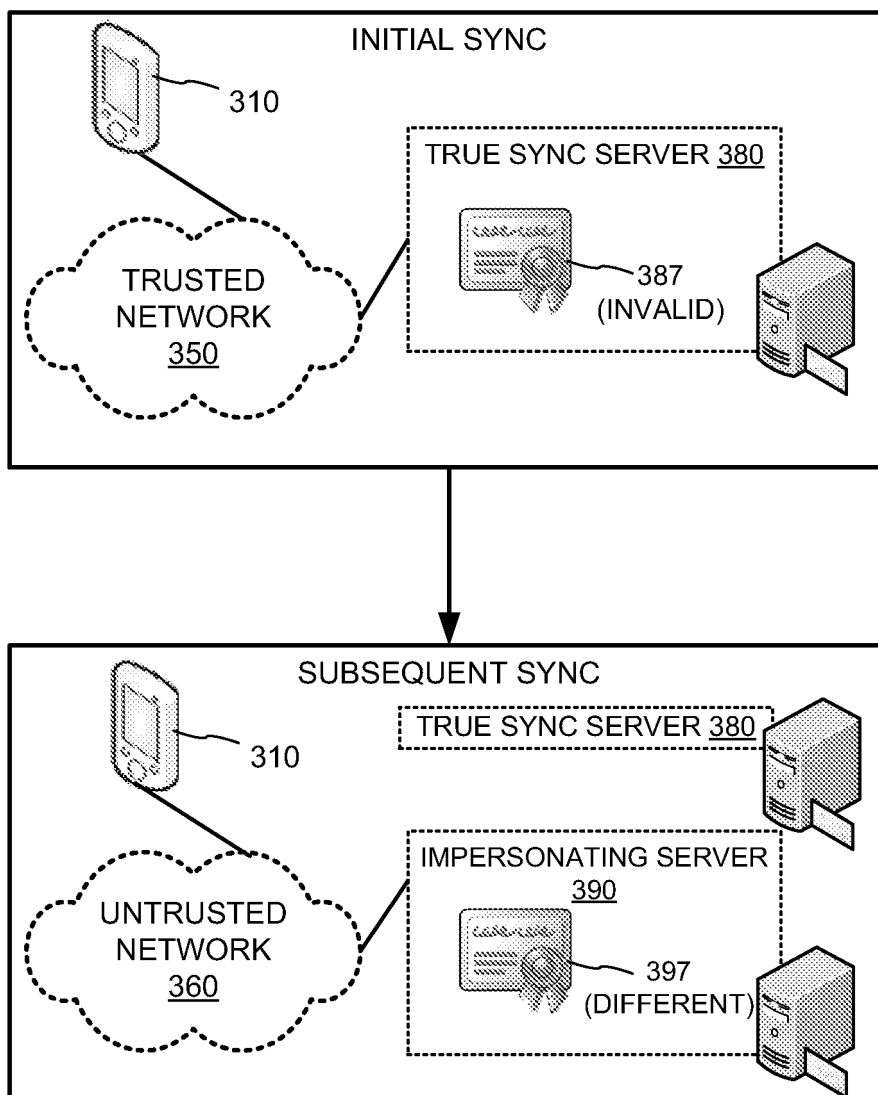 INITIAL SYNC
310
TRUE SYNC SERVER 380
387
(INVALID)
TRUSTED
NETWORK
350
SUBSEQUENT SYNC
310
TRUE SYNC SERVER 380
IMPERSONATING SERVER
390
397
(DIFFERENT)
UNTRUSTED
NETWORK
360